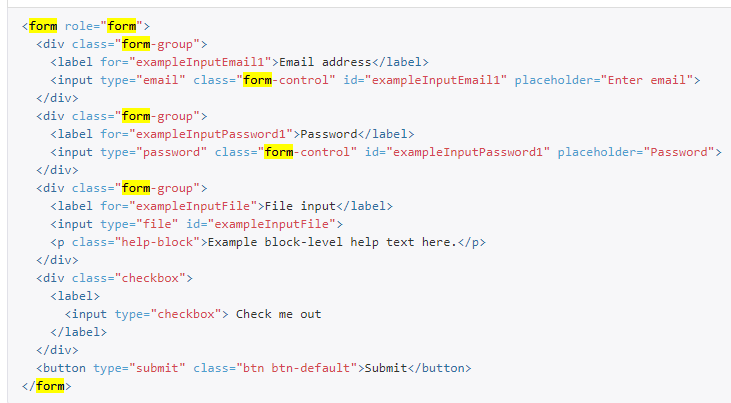 <form role="form">
<div class="form-group">
<label for="exampleInputEmail1">Email address</label>
<input type="email" class="form-control" id="exampleInputEmail1" placeholder="Enter email">
</div>
<div class="form-group">
<label for="exampleInputPassword1">Password</label>
<input type="password" class="form-control" id="exampleInputPassword1" placeholder="Password">
</div>
<div class="form-group">
<label for="exampleInputFile">File input</label>
<input type="file" id="exampleInputFile">
<p class="help-block">Example block-level help text here.</p>
</div>
<div class="checkbox">
<label>
<input type="checkbox"> Check me out
</label>
</div>
<button type="submit" class="btn btn-default">Submit</button>
</form>